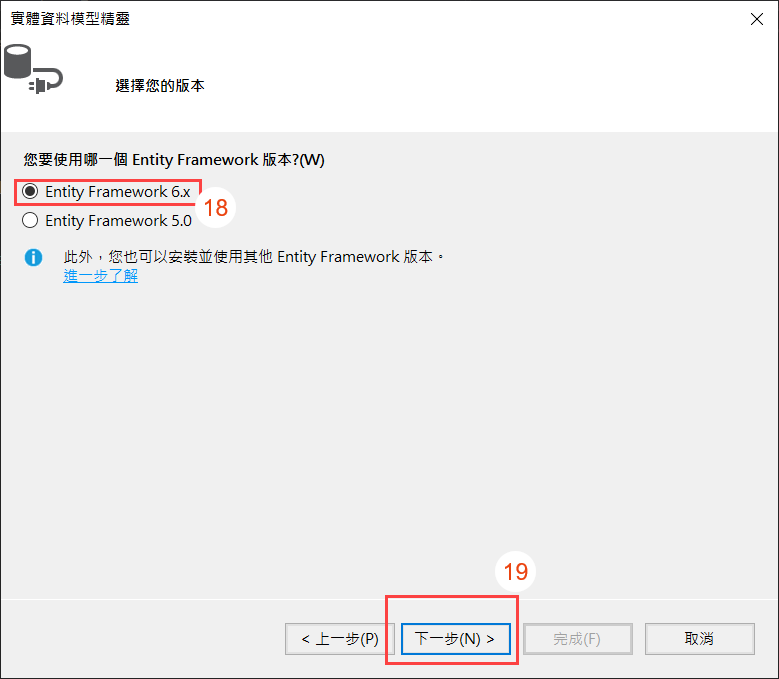 實體資料模型精靈
選擇您的版本
您要使用哪一個 Entity Framework 版本?(W)
Entity Framework 6.x
18
Entity Framework 5.0
此外，您也可以安裝並使用其他 Entity Framework 版本。
進一步了解
19
< 上一步(P)
下一步(N) >
完成(F)
取消